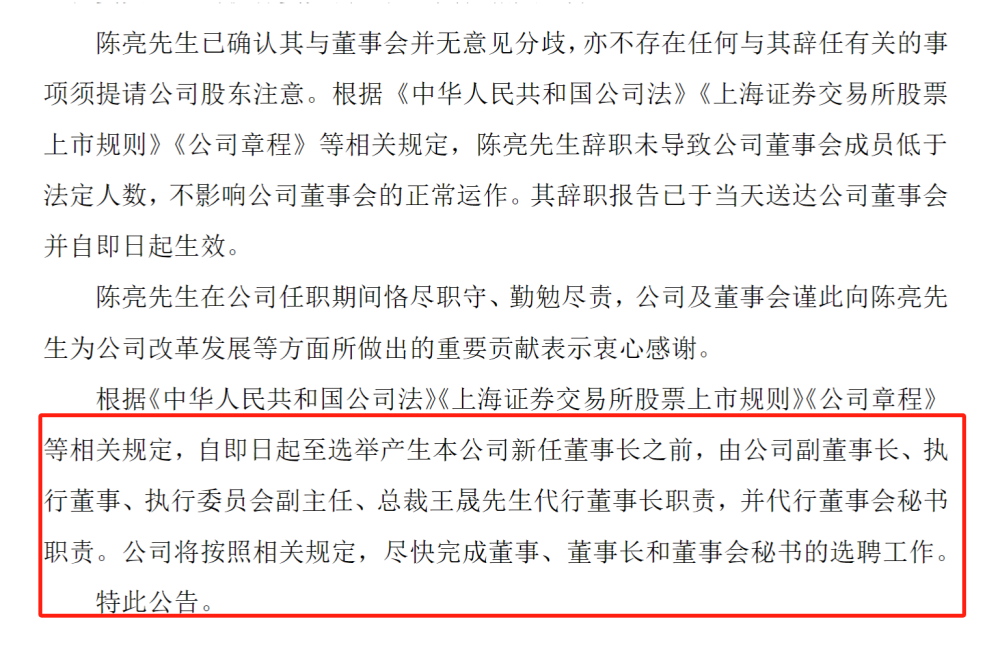 陈亮先生已确认其与董事会并无意见分歧，亦不存在任何与其辞任有关的事
项须提请公司股东注意。根据《中华人民共和国公司法》《上海证券交易所股票
上市规则》《公司章程》等相关规定，陈亮先生辞职未导致公司董事会成员低于
法定人数，不影响公司董事会的正常运作。其辞职报告已于当天送达公司董事会
并自即日起生效。
陈亮先生在公司任职期间恪尽职守、勤勉尽责，公司及董事会谨此向陈亮先
生为公司改革发展等方面所做出的重要贡献表示衷心感谢。
根据《中华人民共和国公司法》《上海证券交易所股票上市规则》《公司章程》
等相关规定，自即日起至选举产生本公司新任董事长之前，由公司副董事长、执
行董事、执行委员会副主任、总裁王晟先生代行董事长职责，并代行董事会秘书
职责。公司将按照相关规定，尽快完成董事、董事长和董事会秘书的选聘工作。
特此公告。